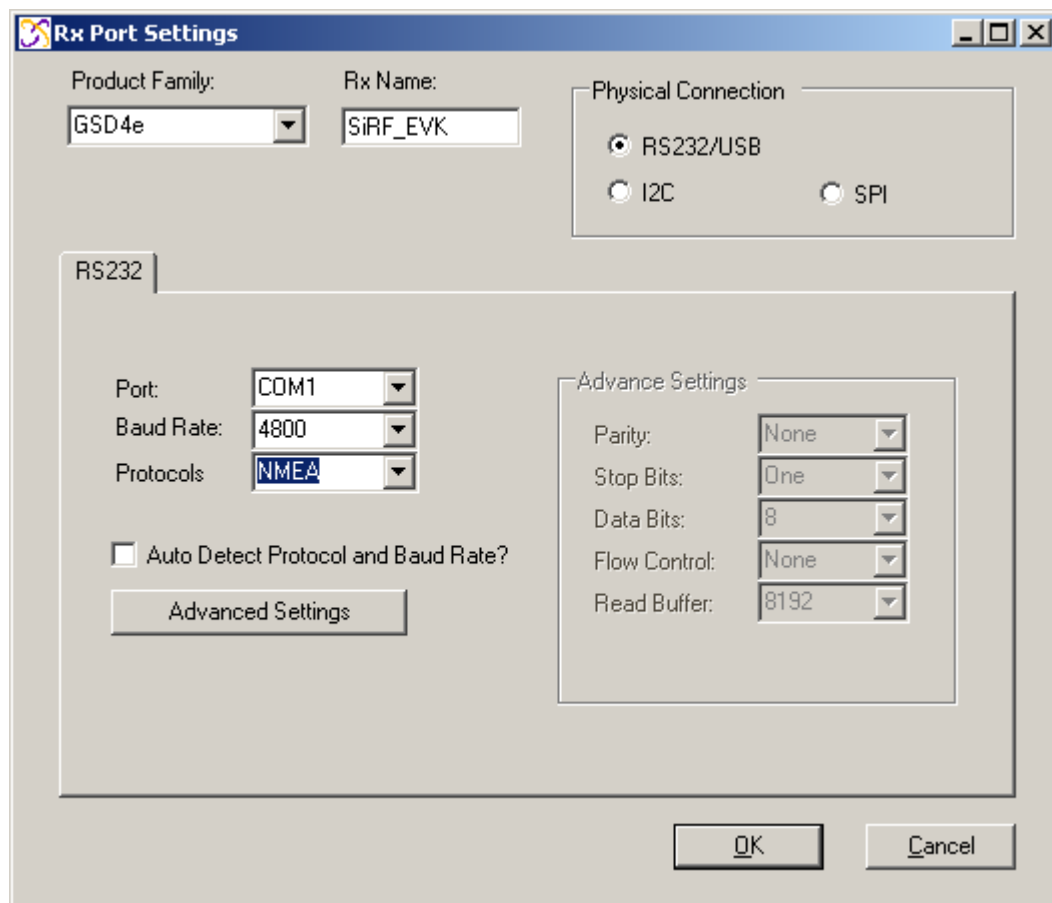 Rx Port Settings
Product Family:
GSD4e
Rx Name:
SiRF_EVK
Physical Connection
RS232/USB
I2C
SPI
RS232
Port:
COM1
Baud Rate:
4800
Protocols
NMEA
Auto Detect Protocol and Baud Rate?
Advanced Settings
Advance Settings
Parity:
None
Stop Bits:
One
Data Bits:
8
Flow Control:
None
Read Buffer:
8192
OK
Cancel